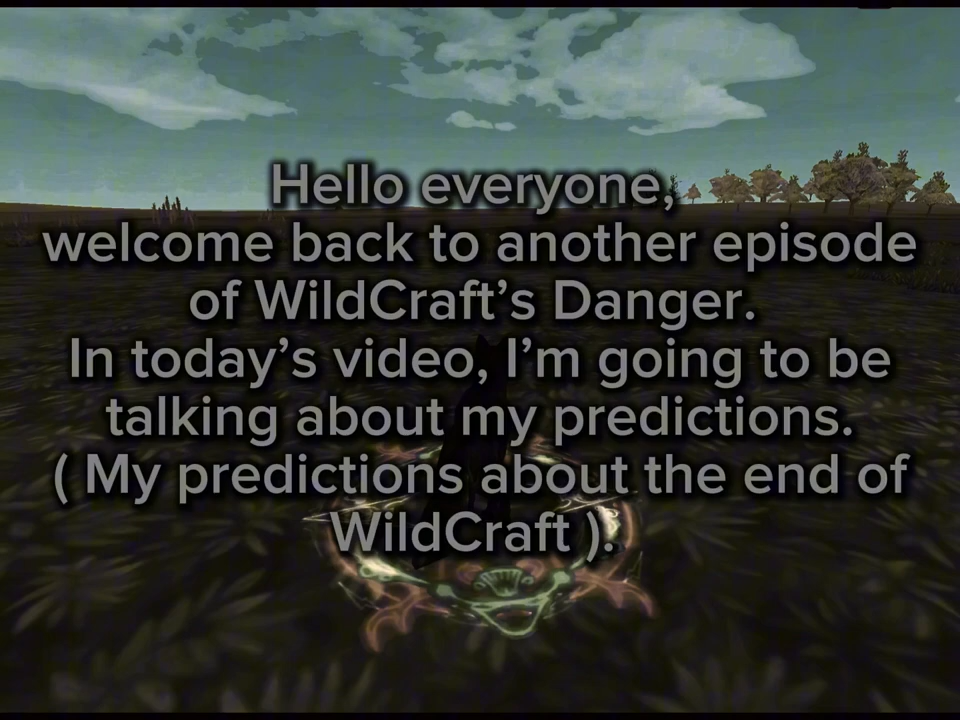 Hello everyone,
welcome back to another episode
of WildCraft’s Danger.
In today’s video, I’m going to be
talking about my predictions.
( My predictions about the end of
WildCraft ).